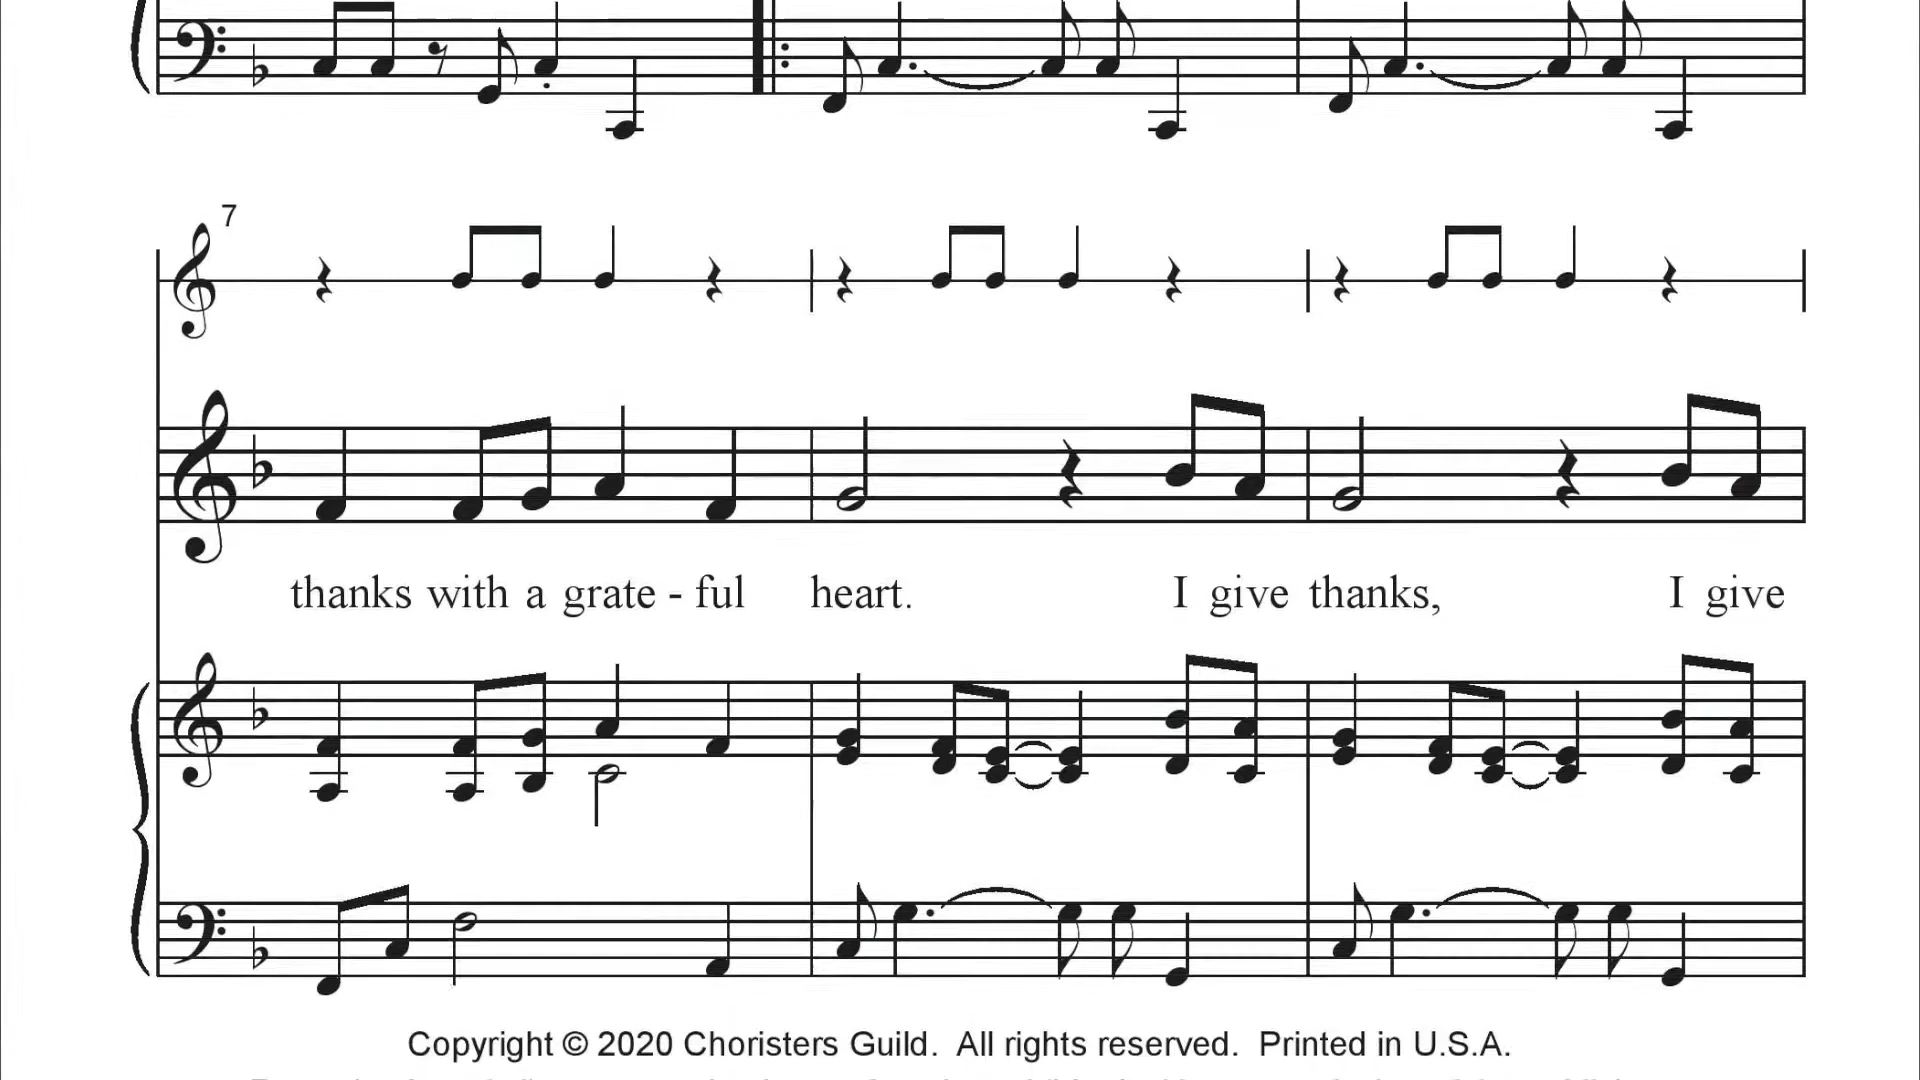 7
thanks with a grate - ful heart. I give thanks, I give
Copyright © 2020 Choristers Guild. All rights reserved. Printed in U.S.A.